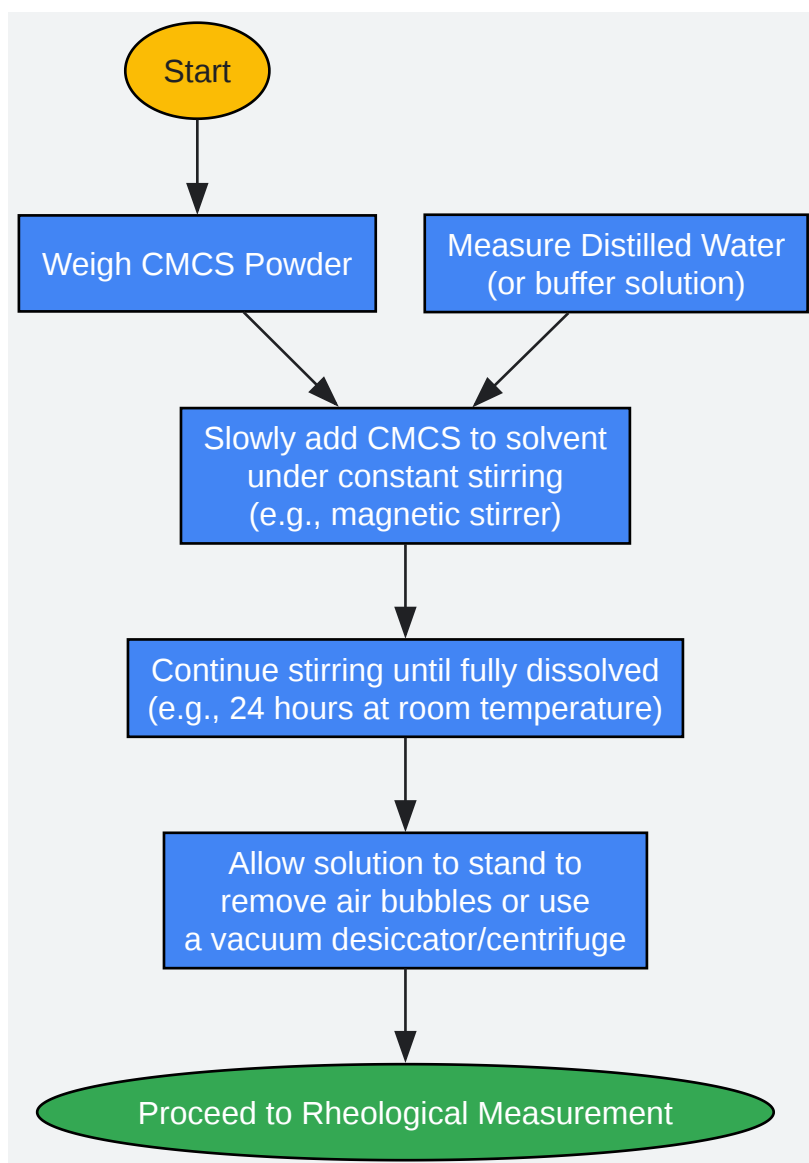 Start
Weigh CMCS Powder
Measure Distilled Water
(or buffer solution)
Slowly add CMCS to solvent
under constant stirring
(e.g., magnetic stirrer)
Continue stirring until fully dissolved
(e.g., 24 hours at room temperature)
Allow solution to stand to
remove air bubbles or use
a vacuum desiccator/centrifuge
Proceed to Rheological Measurement